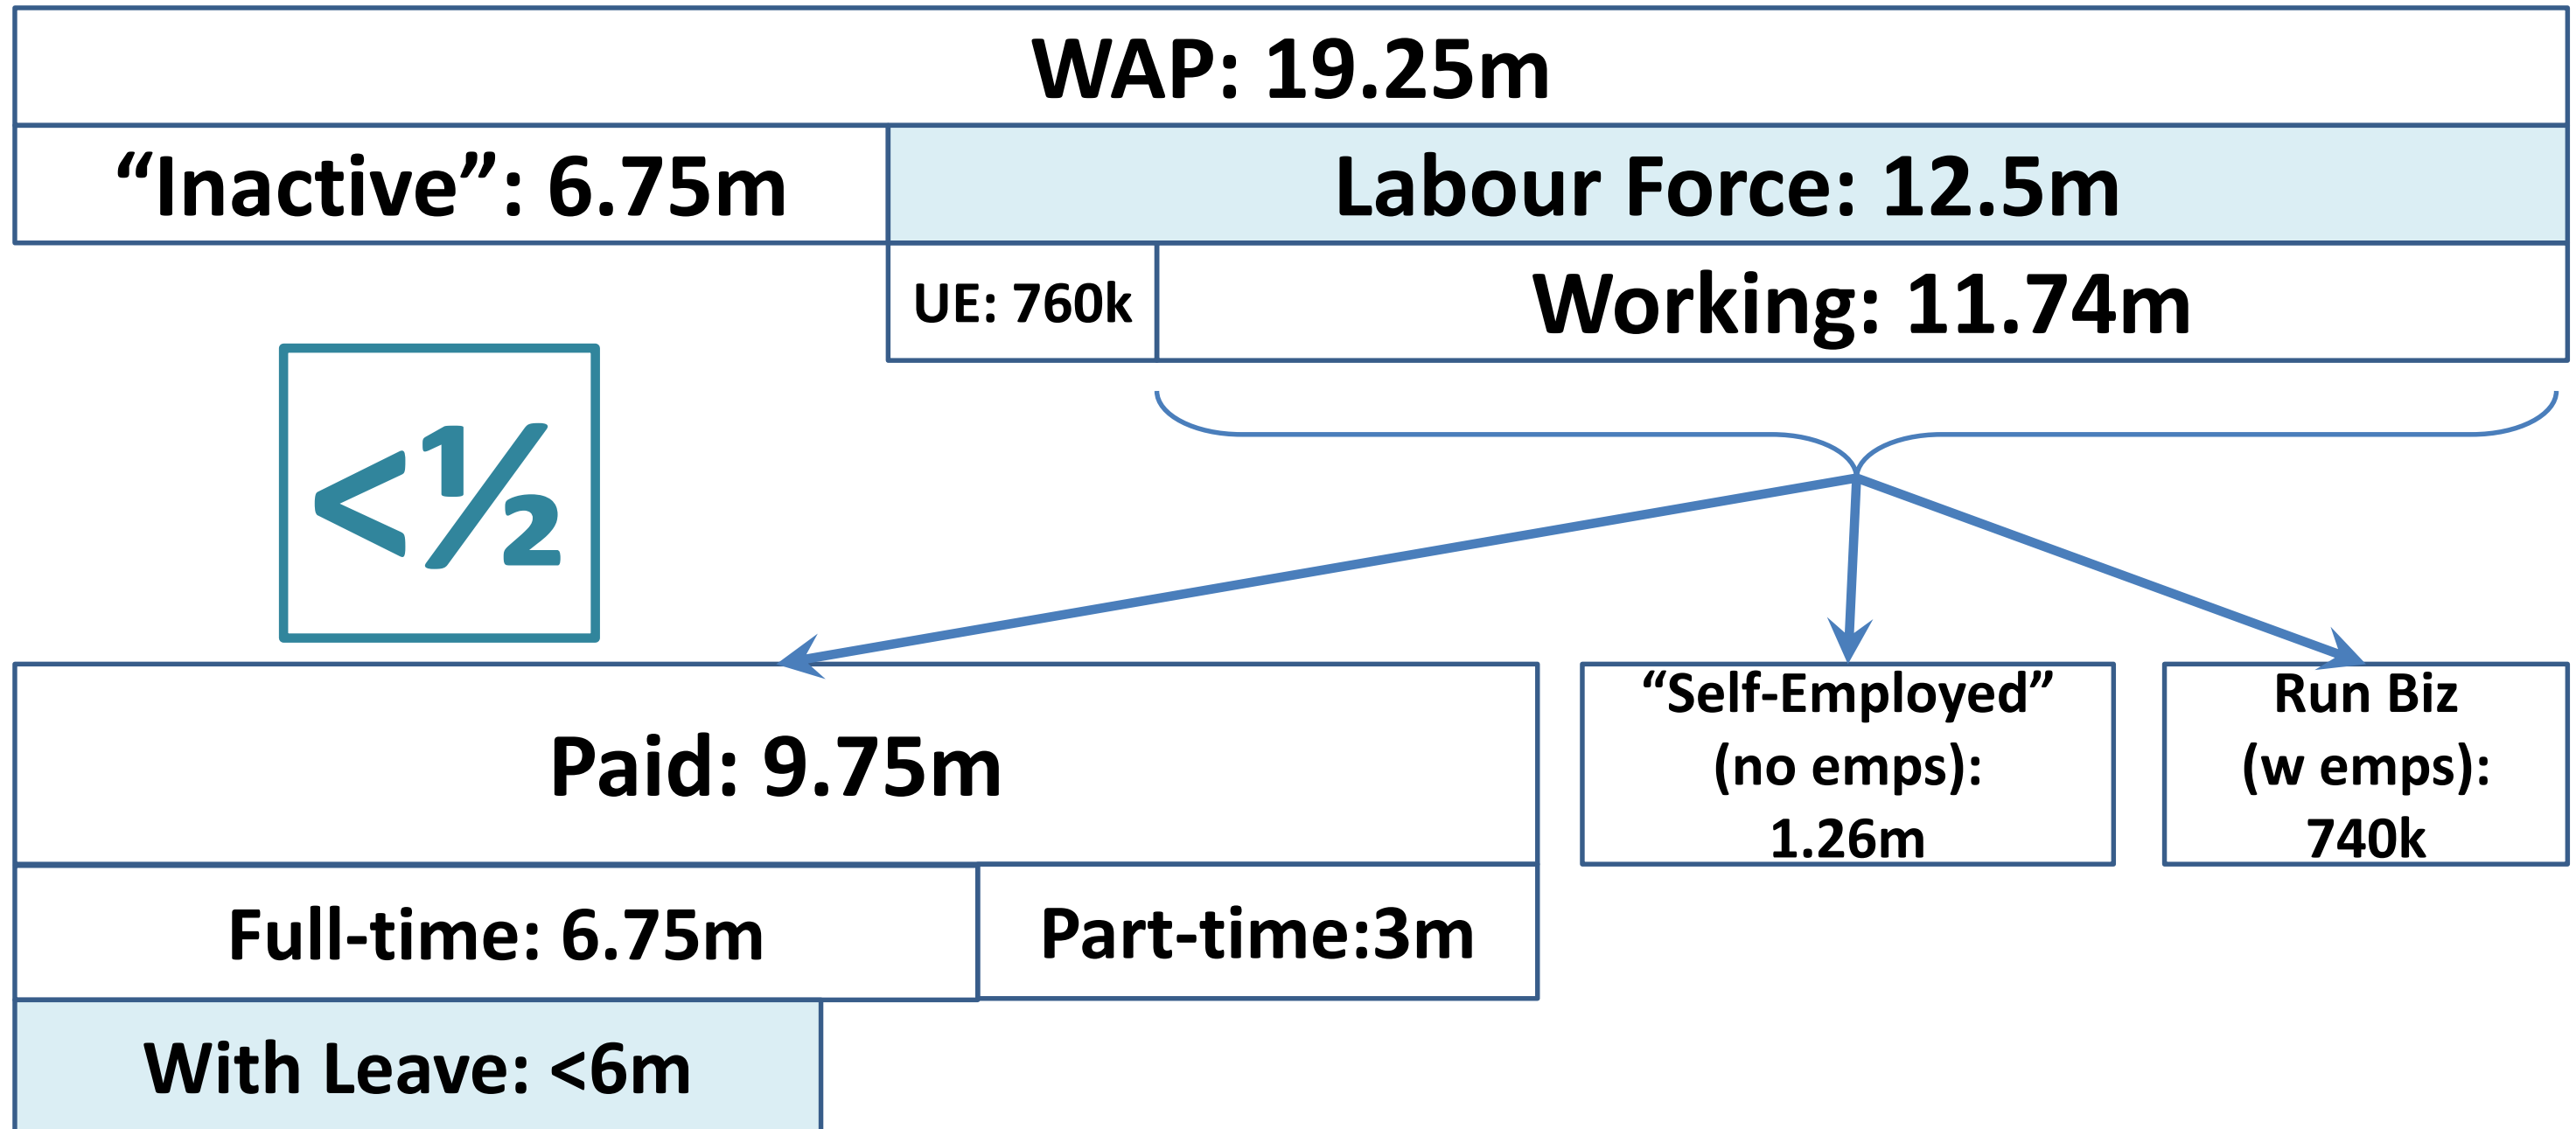 WAP: 19.25m
“Inactive”: 6.75m
Labour Force: 12.5m
UE: 760k
Working: 11.74m
<½
Paid: 9.75m
“Self-Employed”
(no emps):
1.26m
Run Biz
(w emps):
740k
Full-time: 6.75m
Part-time:3m
With Leave: <6m